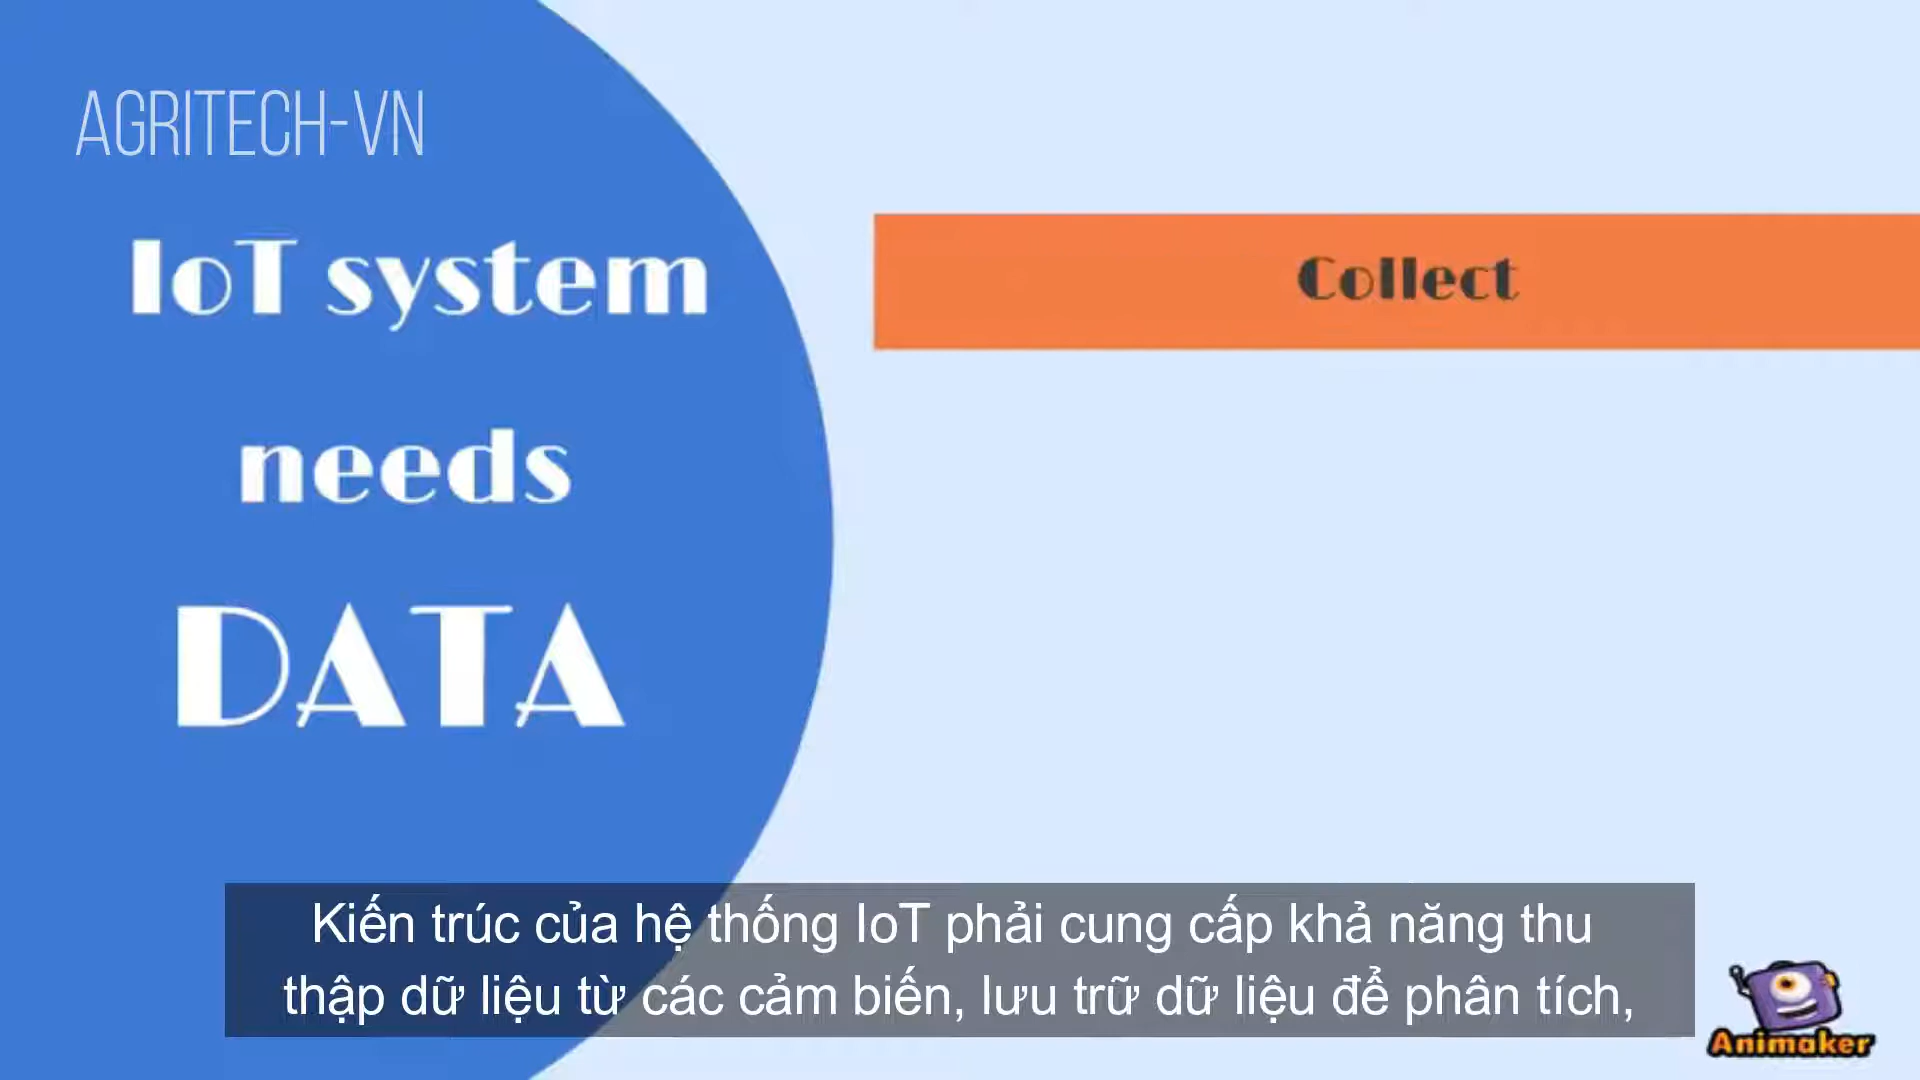 AGRITECH-VN
IoT system
needs
DATA
Collect
Kiến trúc của hệ thống IoT phải cung cấp khả năng thu
thập dữ liệu từ các cảm biến, lưu trữ dữ liệu để phân tích,
Animaker